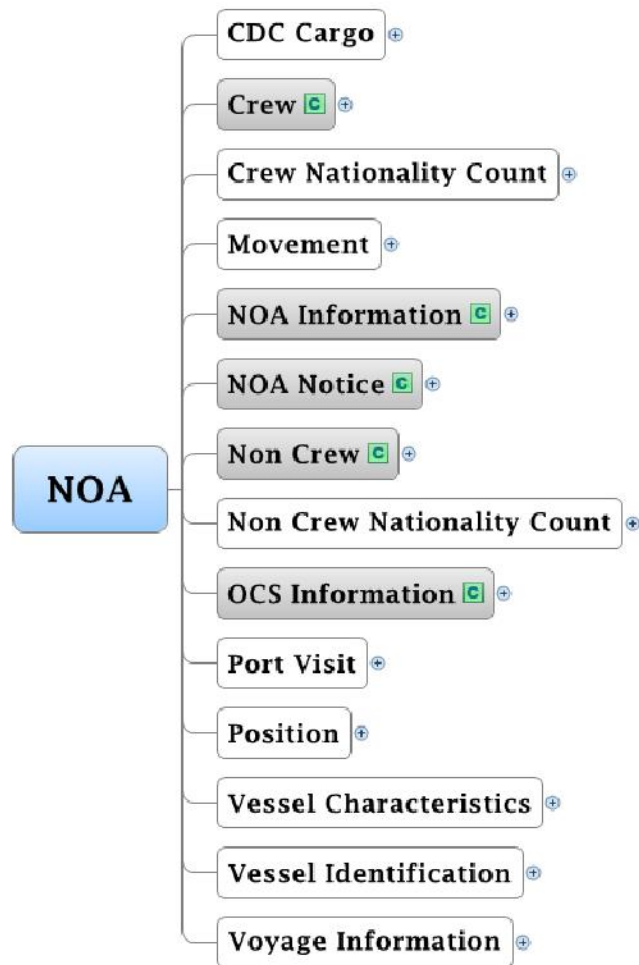 CDC Cargo
Crew C
Crew Nationality Count
Movement
NOA Information C
NOA Notice C
NOA
Non Crew C
Non Crew Nationality Count
OCS Information C
Port Visit
Position
Vessel Characteristics
Vessel Identification
Voyage Information